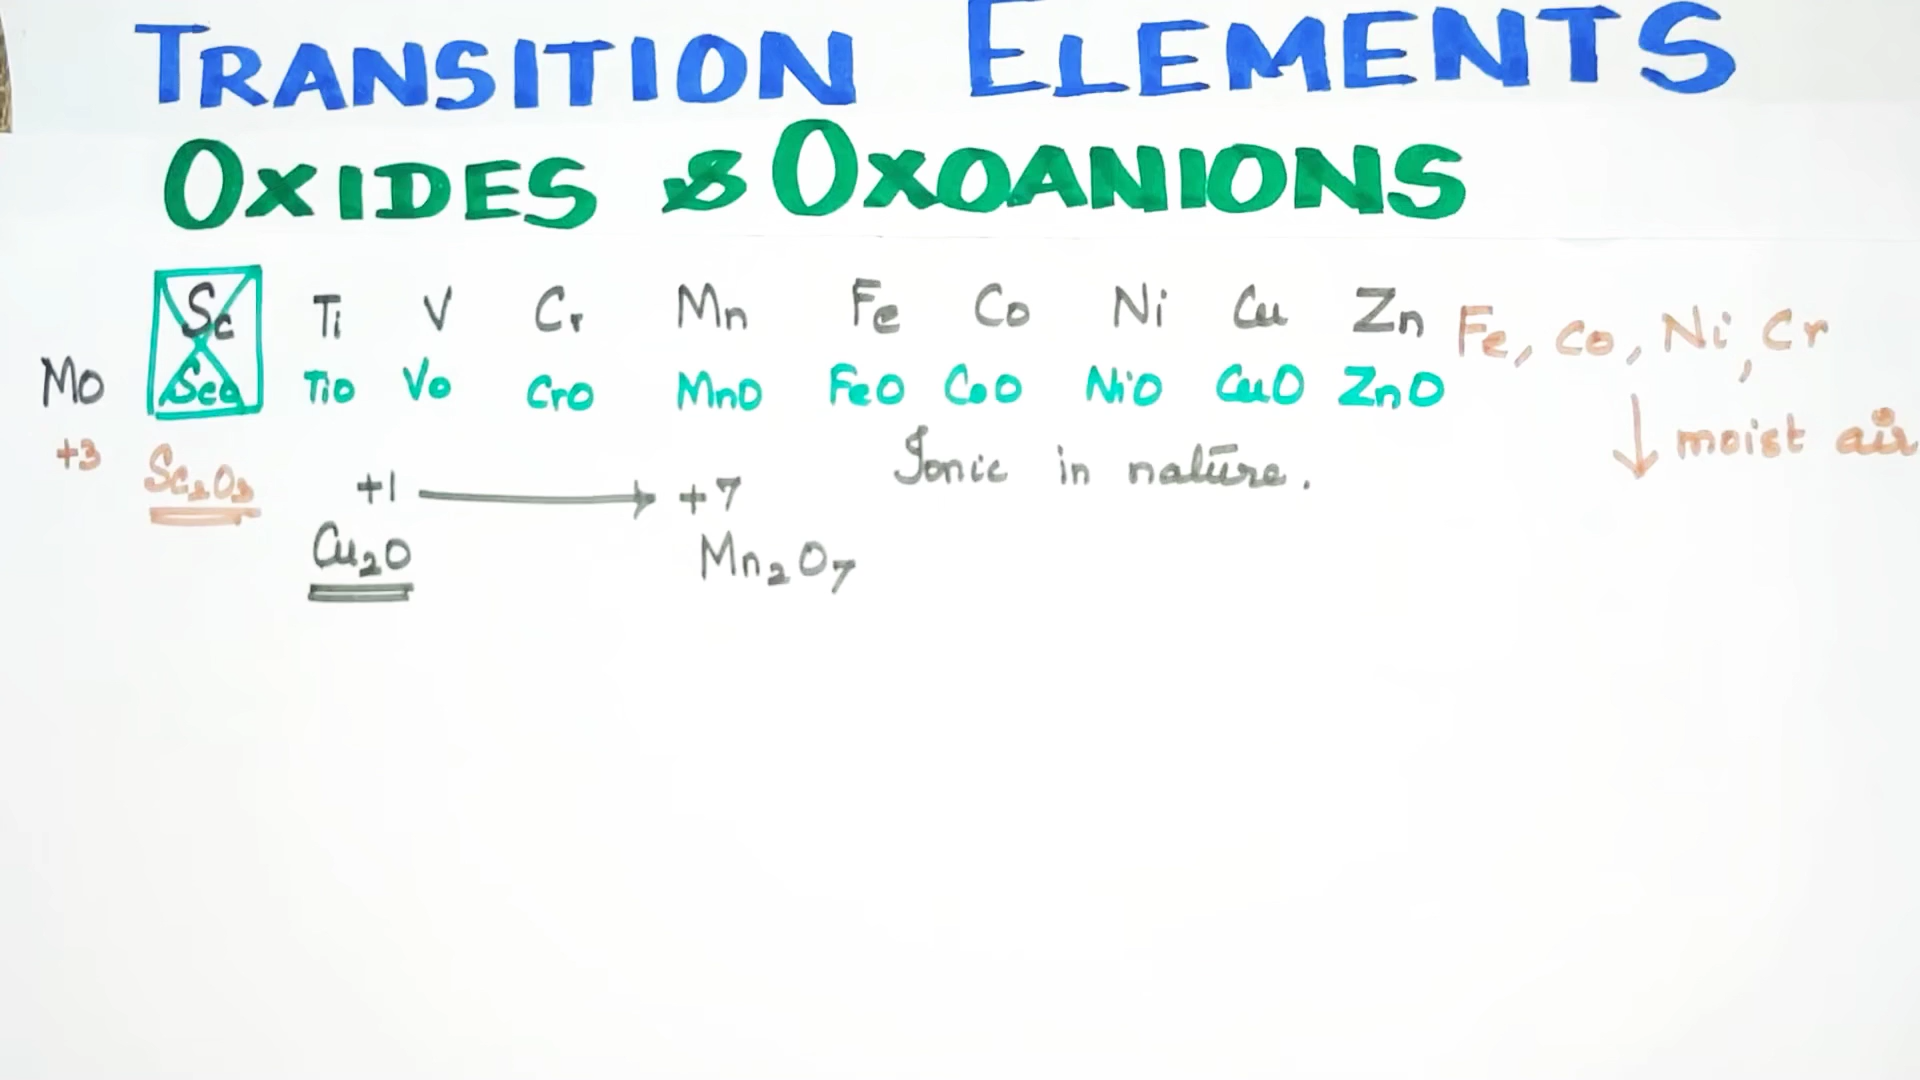 TRANSITION ELEMENTS
OXIDES & OXOANIONS
Sc Ti V Cr Mn Fe Co Ni Cu Zn Fe, Co, Ni, Cr
MO ScO TiO VO CrO MnO FeO CoO NiO CuO ZnO
moist air
+3 Sc₂O₃ +1 → +7 Ionic in nature.
Cu₂O Mn₂O₇